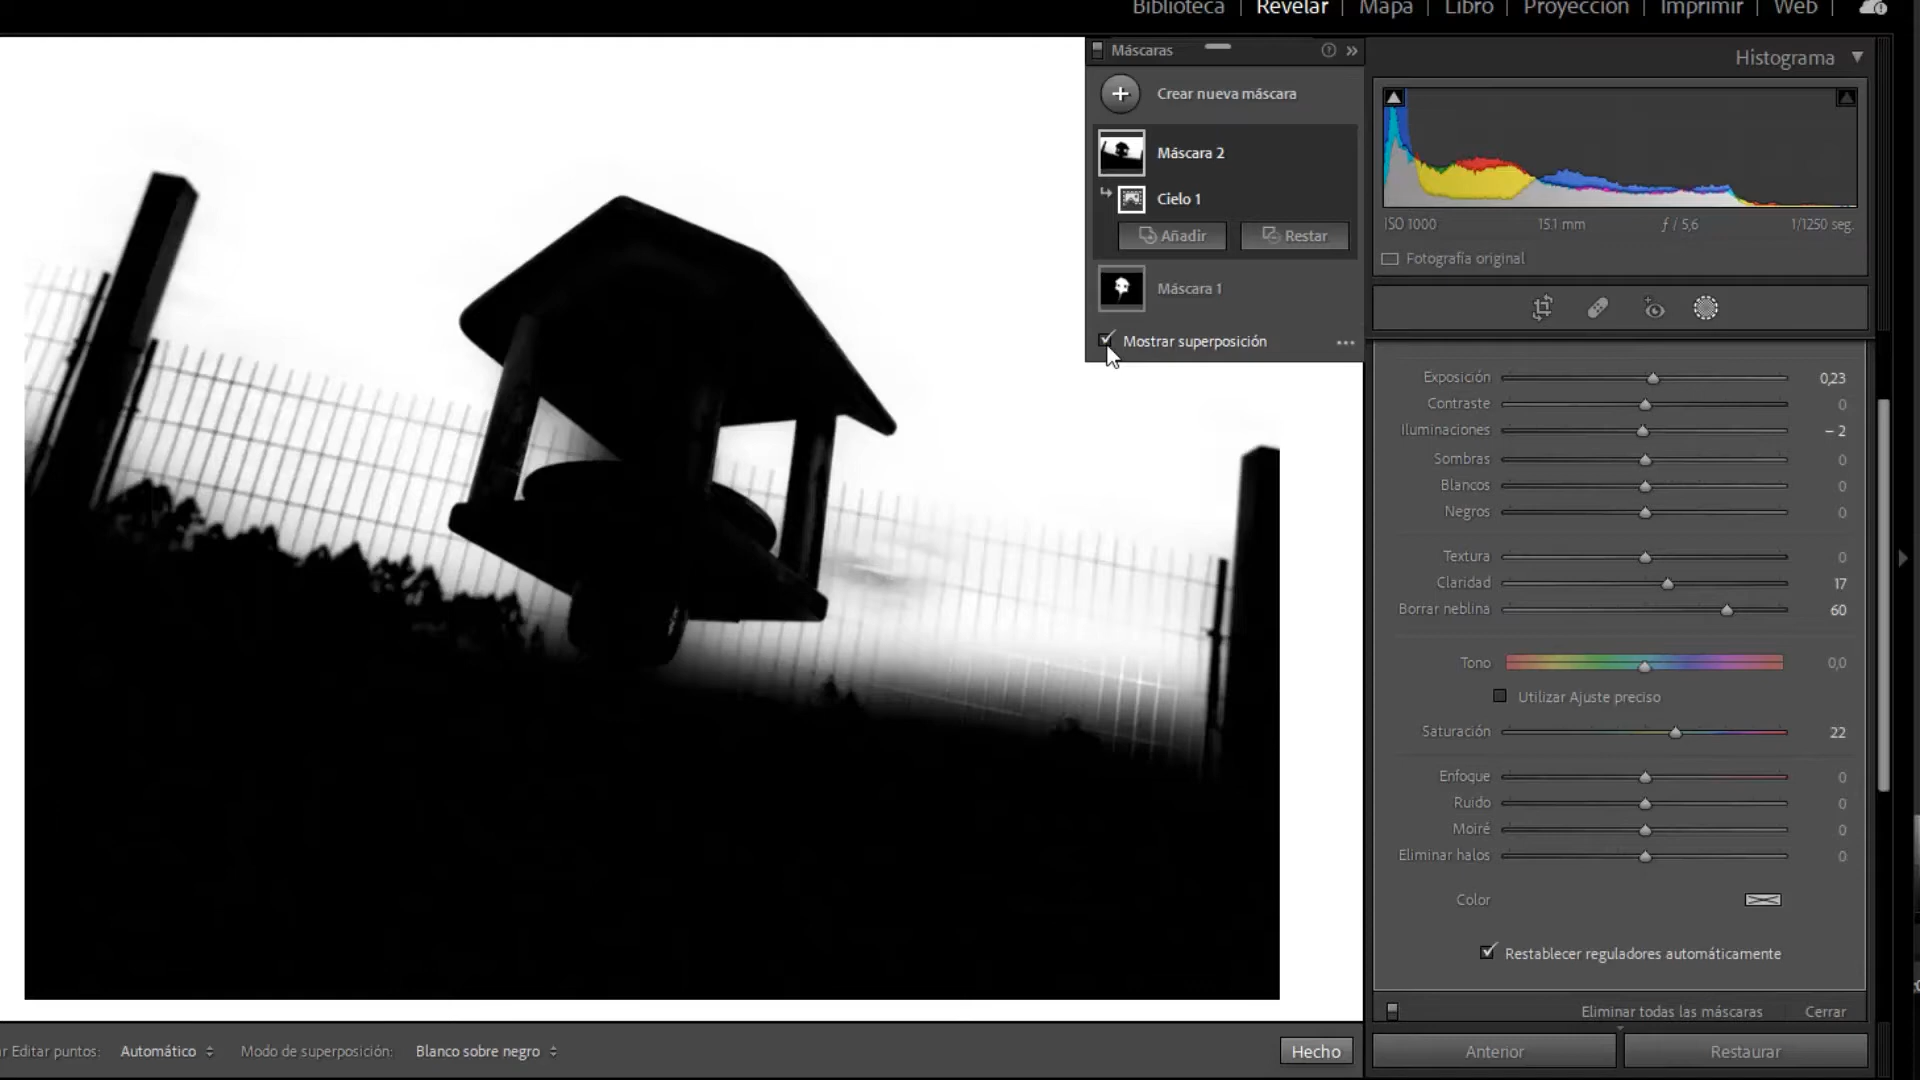 Biblioteca | Revelar | Mapa | Libro | Proyección | Imprimir | Web |
Máscaras
Histograma
Crear nueva máscara
Máscara 2
Cielo 1
Añadir Restar
Máscara 1
Mostrar superposición
ISO 1000 15.1 mm ƒ / 5,6 1/1250 seg.
Fotografía original
Exposición 0,23
Contraste 0
Iluminaciones – 2
Sombras 0
Blancos 0
Negros 0
Textura 0
Claridad 17
Borrar neblina 60
Tono 0,0
Utilizar Ajuste preciso
Saturación 22
Enfoque 0
Ruido 0
Moiré 0
Eliminar halos 0
Color
Restablecer reguladores automáticamente
Eliminar todas las máscaras Cerrar
r Editar puntos: Automático Modo de superposición: Blanco sobre negro Hecho Anterior Restaurar